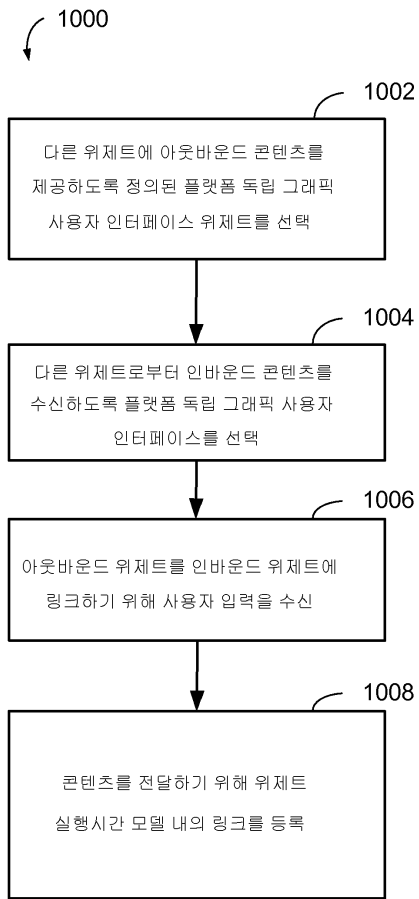 1000
1002
다른 위제트에 아웃바운드 콘텐츠를
제공하도록 정의된 플랫폼 독립 그래픽
사용자 인터페이스 위제트를 선택
1004
다른 위제트로부터 인바운드 콘텐츠를
수신하도록 플랫폼 독립 그래픽 사용자
인터페이스를 선택
1006
아웃바운드 위제트를 인바운드 위제트에
링크하기 위해 사용자 입력을 수신
1008
콘텐츠를 전달하기 위해 위제트
실행시간 모델 내의 링크를 등록